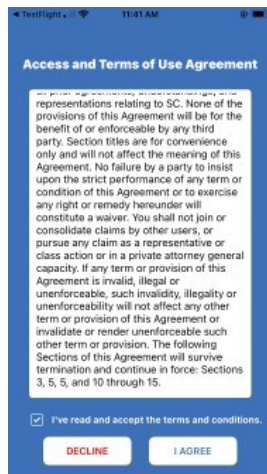 TestFlight
11:41 AM
Access and Terms of Use Agreement
all prior agreements, understandings, and
representations relating to SC. None of the
provisions of this Agreement will be for the
benefit of or enforceable by any third
party. Section titles are for convenience
only and will not affect the meaning of this
Agreement. No failure by a party to insist
upon the strict performance of any term or
condition of this Agreement or to exercise
any right or remedy hereunder will
constitute a waiver. You shall not join or
consolidate claims by other users, or
pursue any claim as a representative or
class action or in a private attorney general
capacity. If any term or provision of this
Agreement is invalid, illegal or
unenforceable, such invalidity, illegality or
unenforceability will not affect any other
term or provision of this Agreement or
invalidate or render unenforceable such
other term or provision. The following
Sections of this Agreement will survive
termination and continue in force: Sections
3, 5, 5, and 10 through 15.
I've read and accept the terms and conditions.
DECLINE
I AGREE